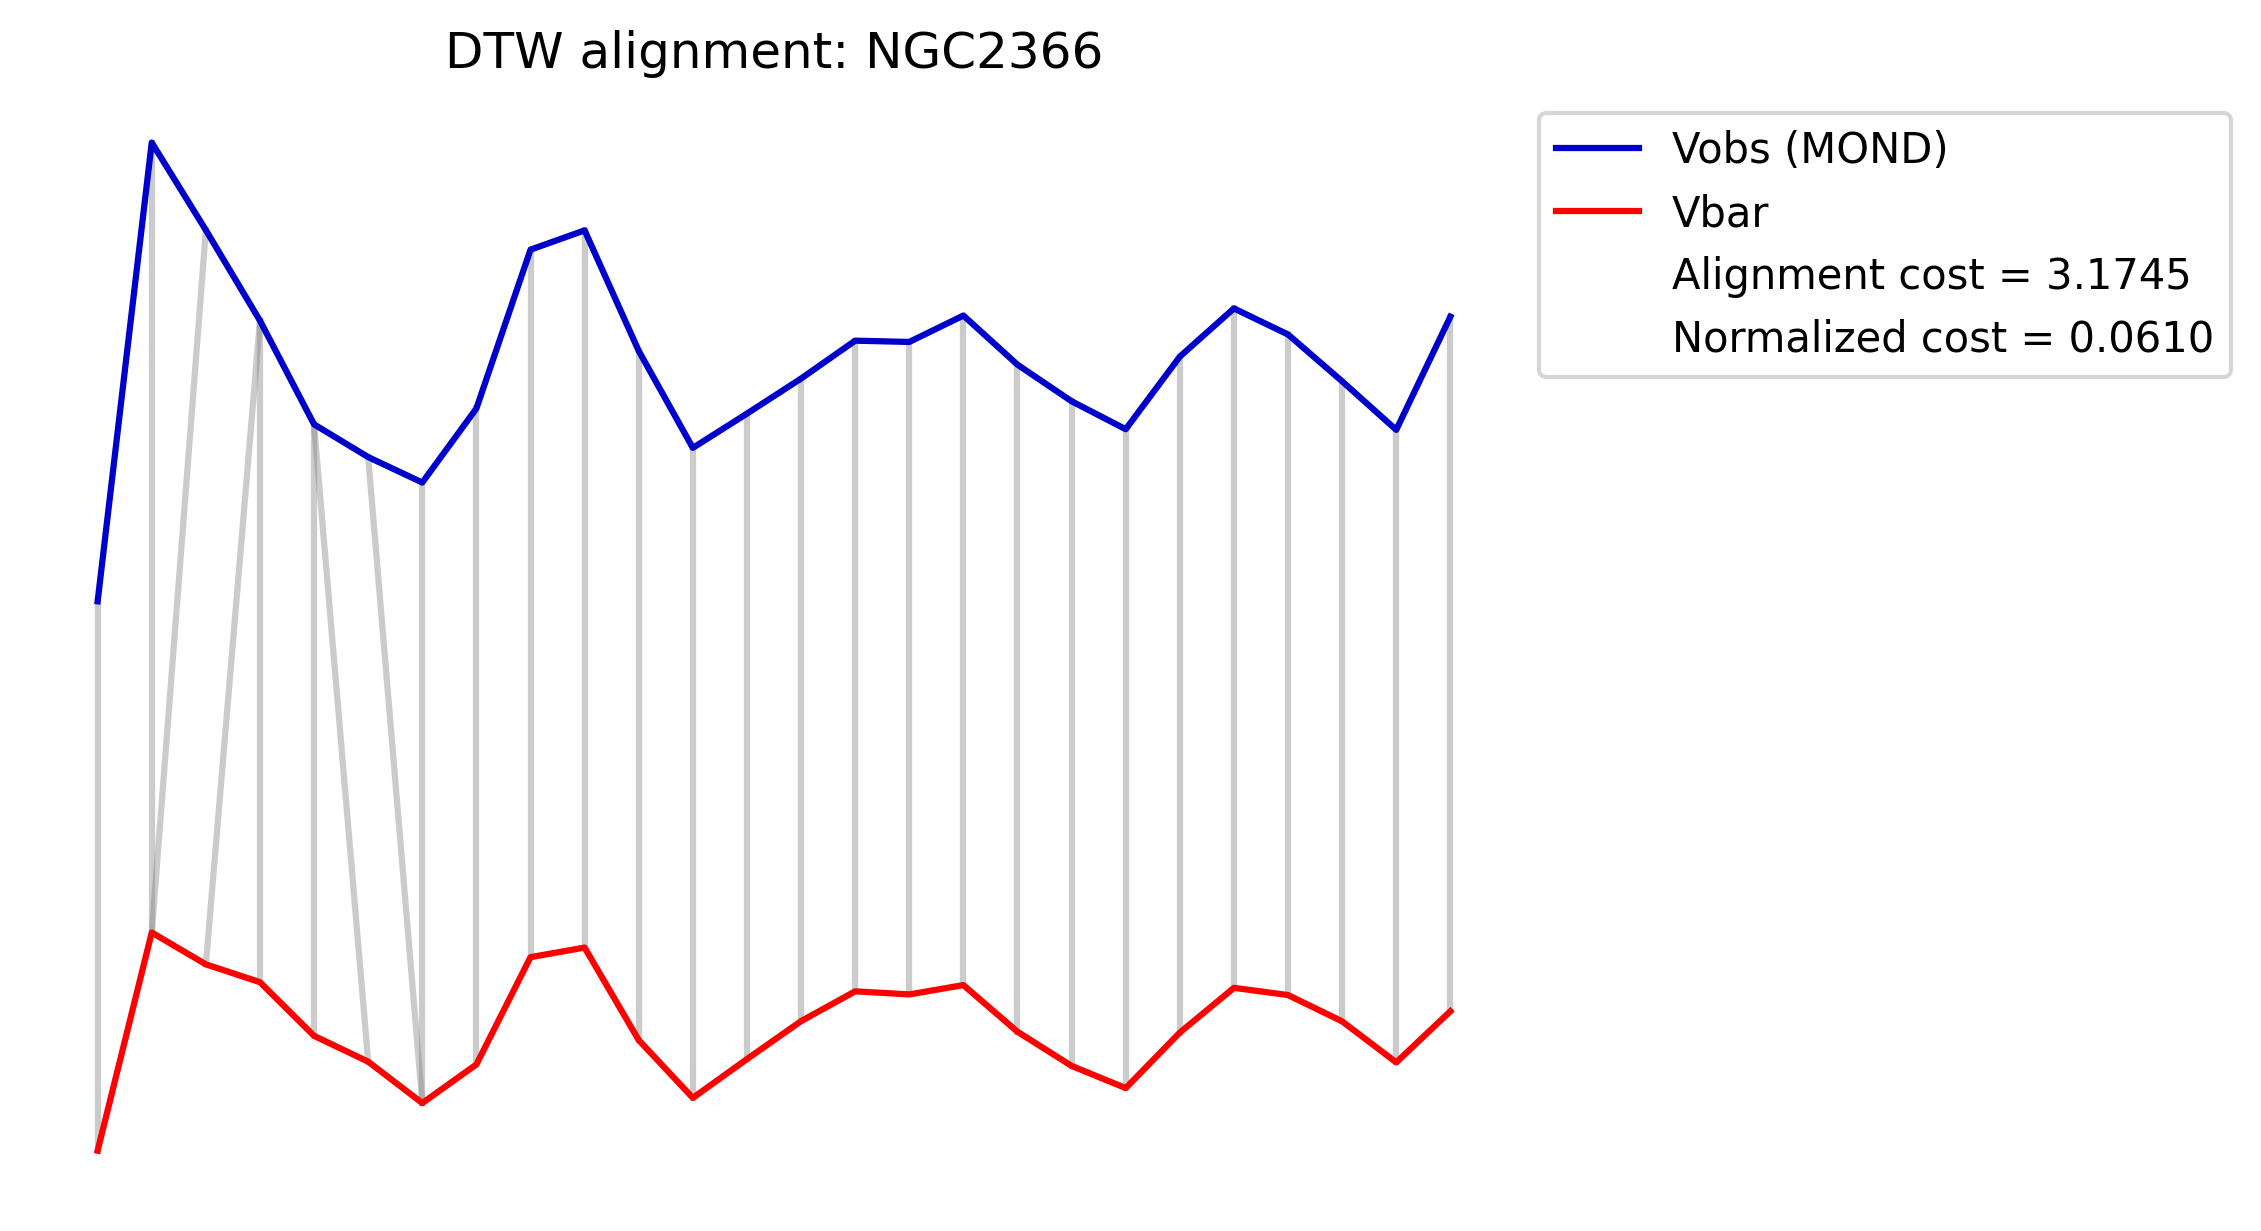 DTW alignment: NGC2366
Vobs (MOND)
Vbar
Alignment cost = 3.1745
Normalized cost = 0.0610